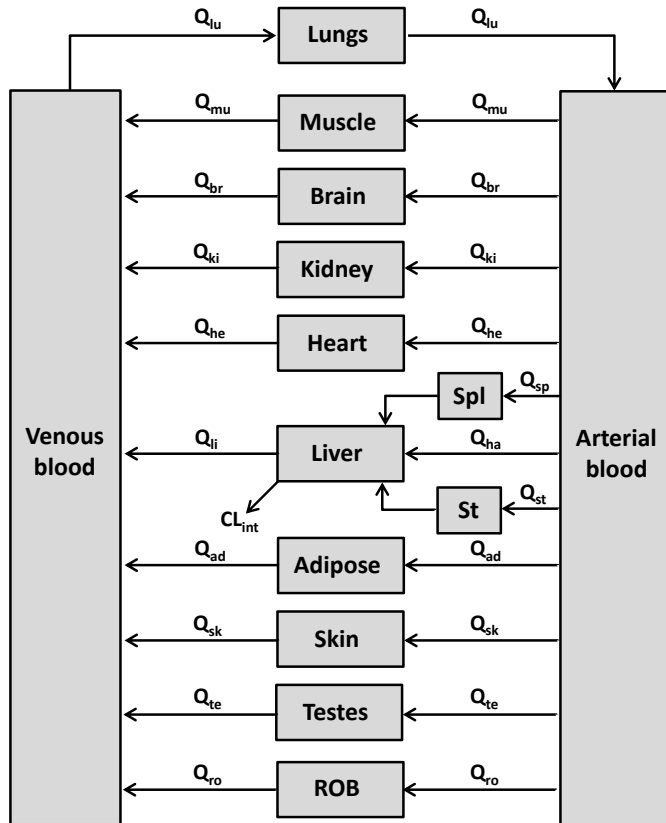 Q_lu Lungs Q_lu
Q_mu Muscle Q_mu
Q_br Brain Q_br
Q_ki Kidney Q_ki
Q_he Heart Q_he
Spl Q_sp
Venous
blood
Q_li Liver Q_ha
Arterial
blood
CL_int
St Q_st
Q_ad Adipose Q_ad
Q_sk Skin Q_sk
Q_te Testes Q_te
Q_ro ROB Q_ro